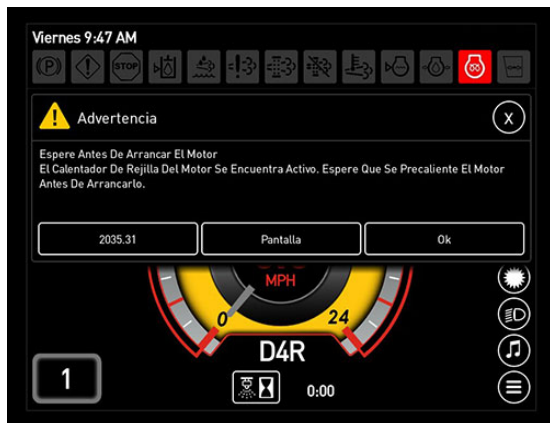 Viernes 9:47 AM
(P) STOP
Advertencia X
Espere Antes De Arrancar El Motor
El Calentador De Rejilla Del Motor Se Encuentra Activo. Espere Que Se Precaliente El Motor
Antes De Arrancarlo.
2035.31 Pantalla Ok
MPH
0 24
D4R
1 0:00